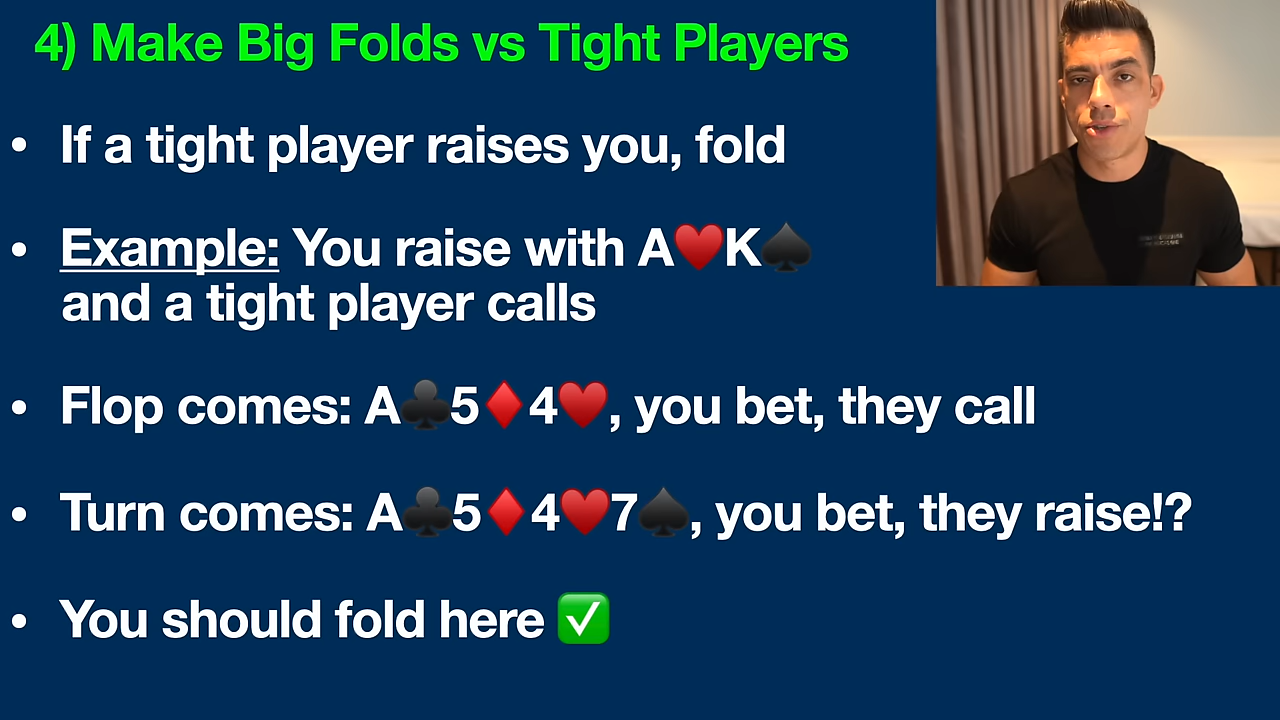 4) Make Big Folds vs Tight Players
• If a tight player raises you, fold
• Example: You raise with A♥️K♠️
and a tight player calls
• Flop comes: A♣️5♦️4♥️, you bet, they call
• Turn comes: A♣️5♦️4♥️7♠️, you bet, they raise!?
• You should fold here ✅